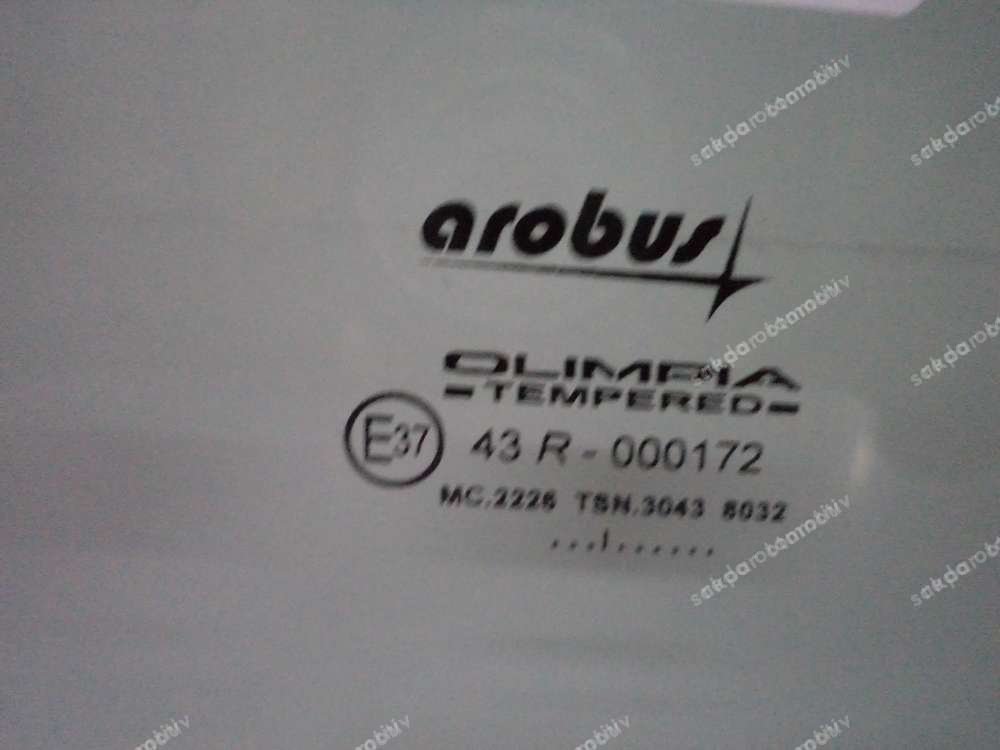 arobus
OLIMPIA
-TEMPERED-
E37 43 R - 000172
MC.2226 TSN.3043 8032
...ı......